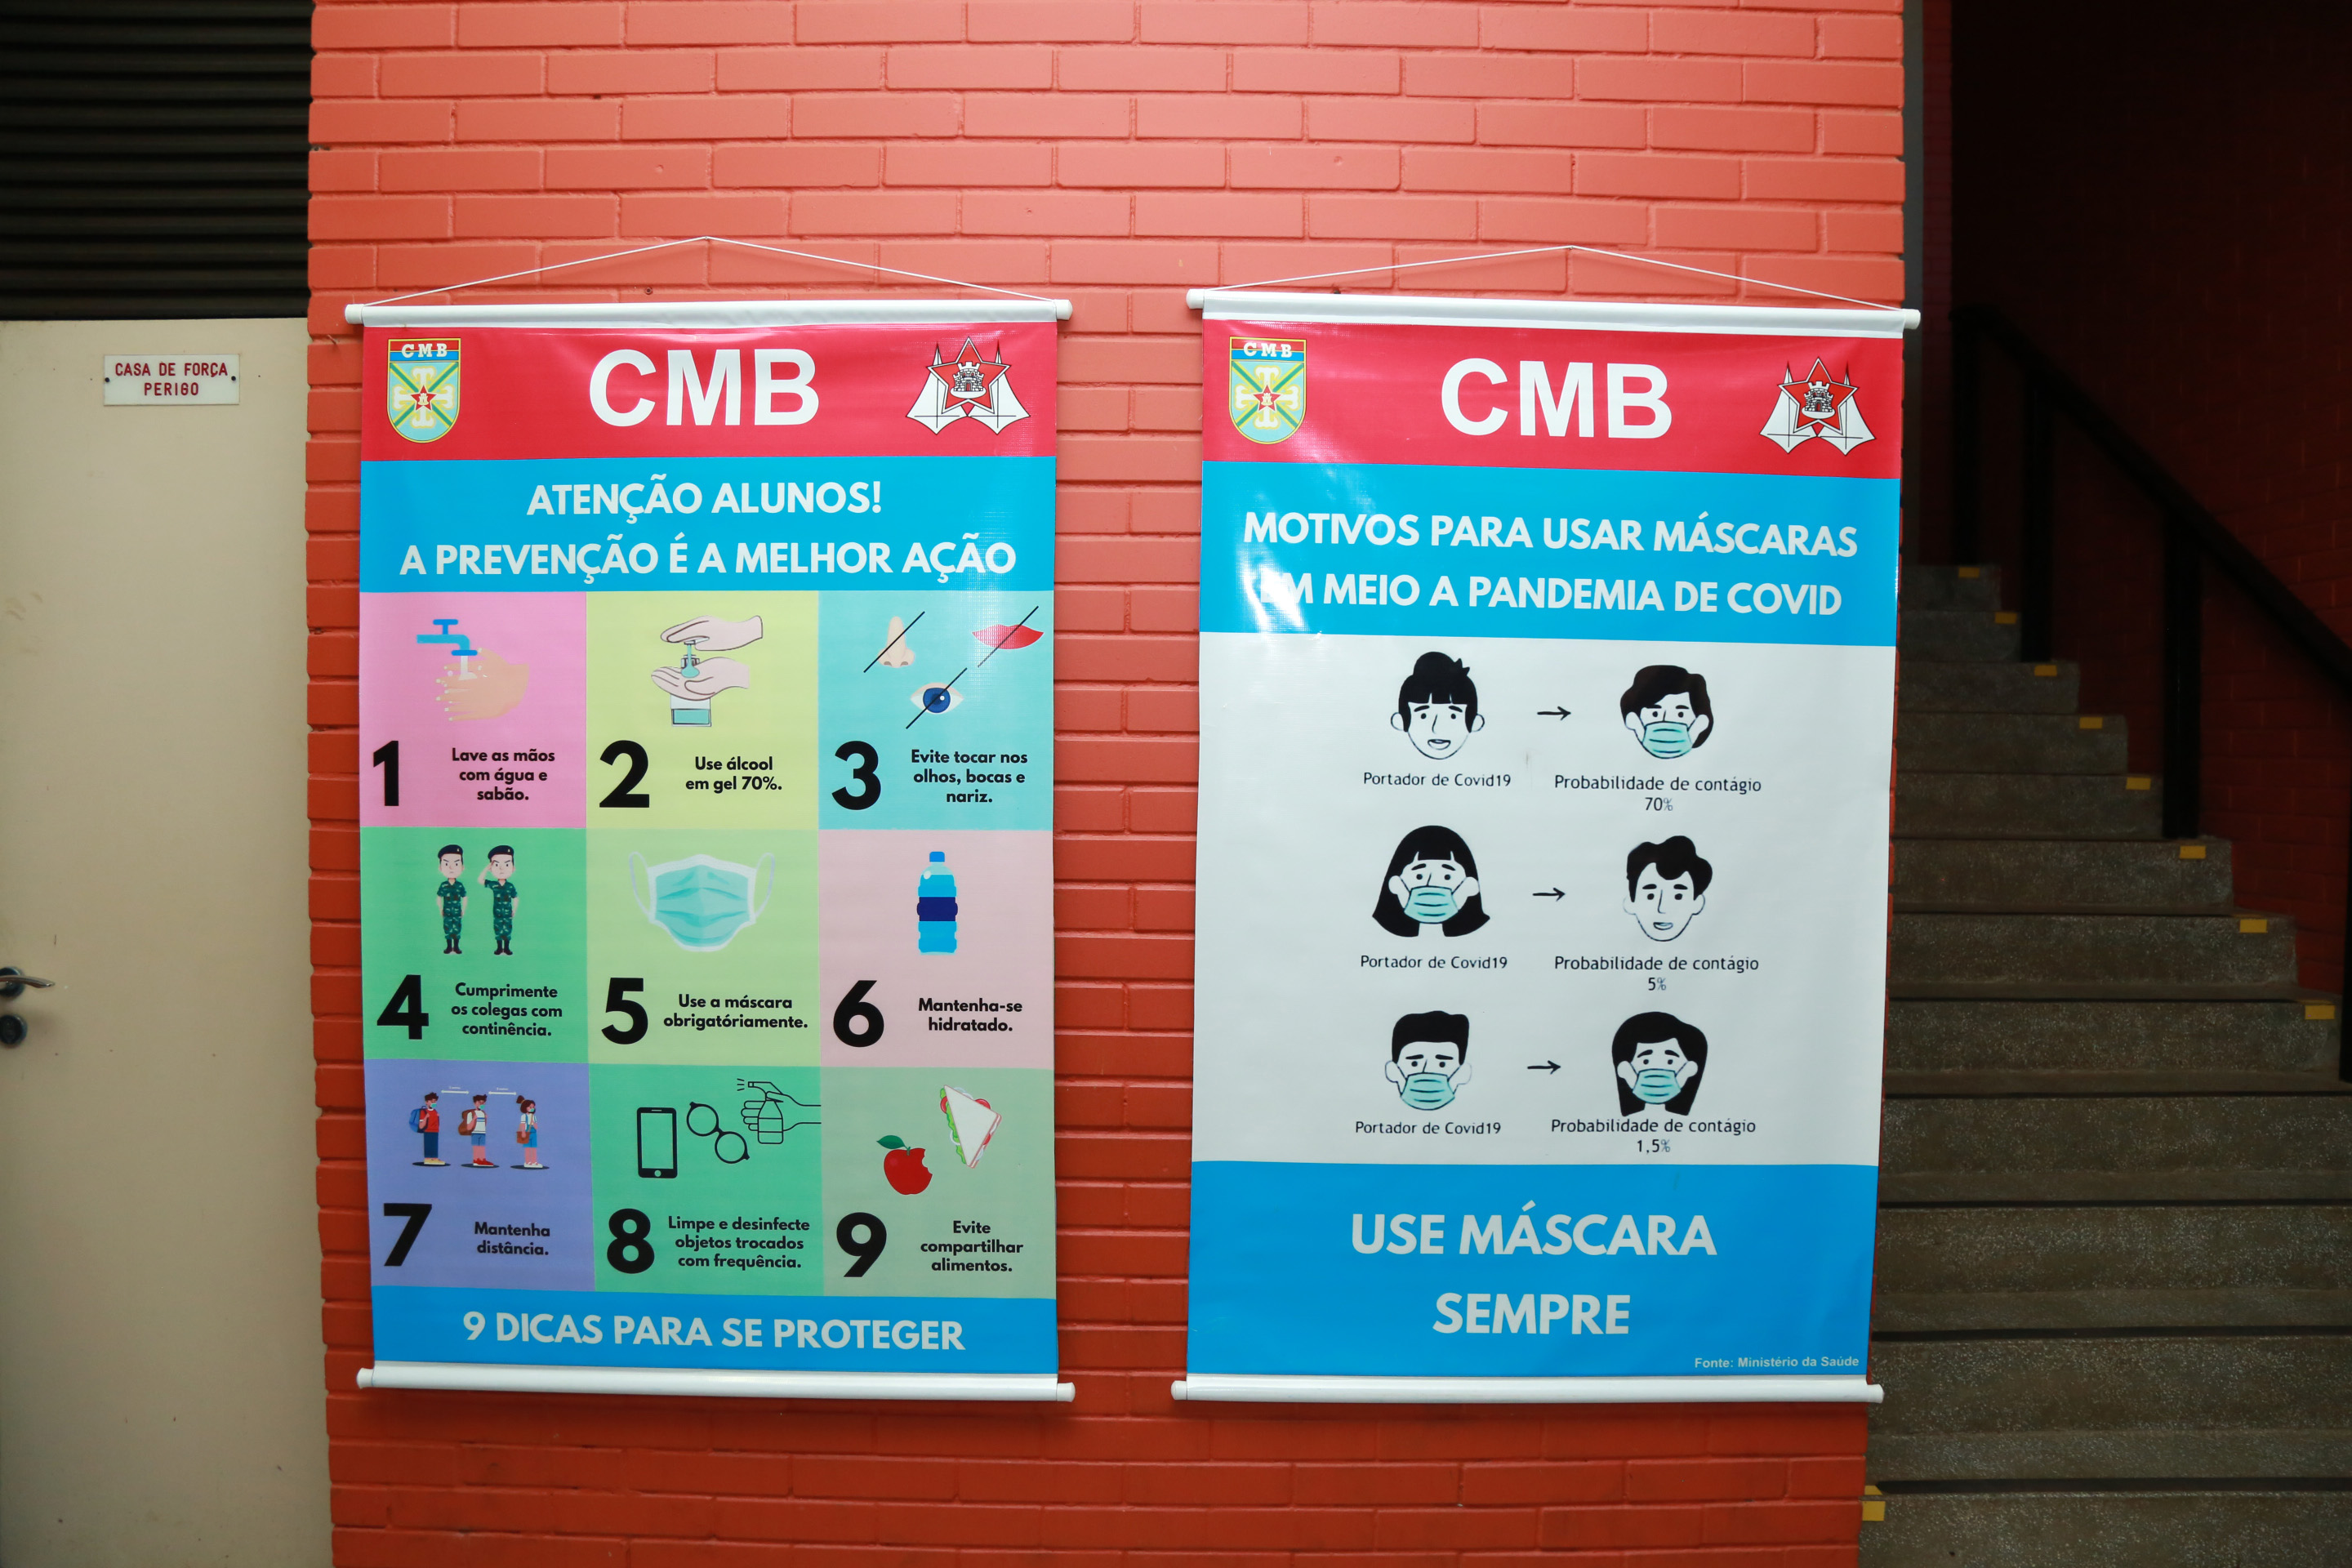 CASA DE FORÇA
PERIGO
CMB
CMB
ATENÇÃO ALUNOS!
A PREVENÇÃO É A MELHOR AÇÃO
1
Lave as mãos
com água e
sabão.
2
Use álcool
em gel 70%.
3
Evite tocar nos
olhos, bocas e
nariz.
4
Cumprimente
os colegas com
continência.
5
Use a máscara
obrigatóriamente.
6
Mantenha-se
hidratado.
7
Mantenha
distância.
8
Limpe e desinfecte
objetos trocados
com frequência.
9
Evite
compartilhar
alimentos.
9 DICAS PARA SE PROTEGER
CMB
CMB
MOTIVOS PARA USAR MÁSCARAS
EM MEIO A PANDEMIA DE COVID
Portador de Covid19
Probabilidade de contágio
70%
Portador de Covid19
Probabilidade de contágio
5%
Portador de Covid19
Probabilidade de contágio
1,5%
USE MÁSCARA
SEMPRE
Fonte: Ministério da Saúde